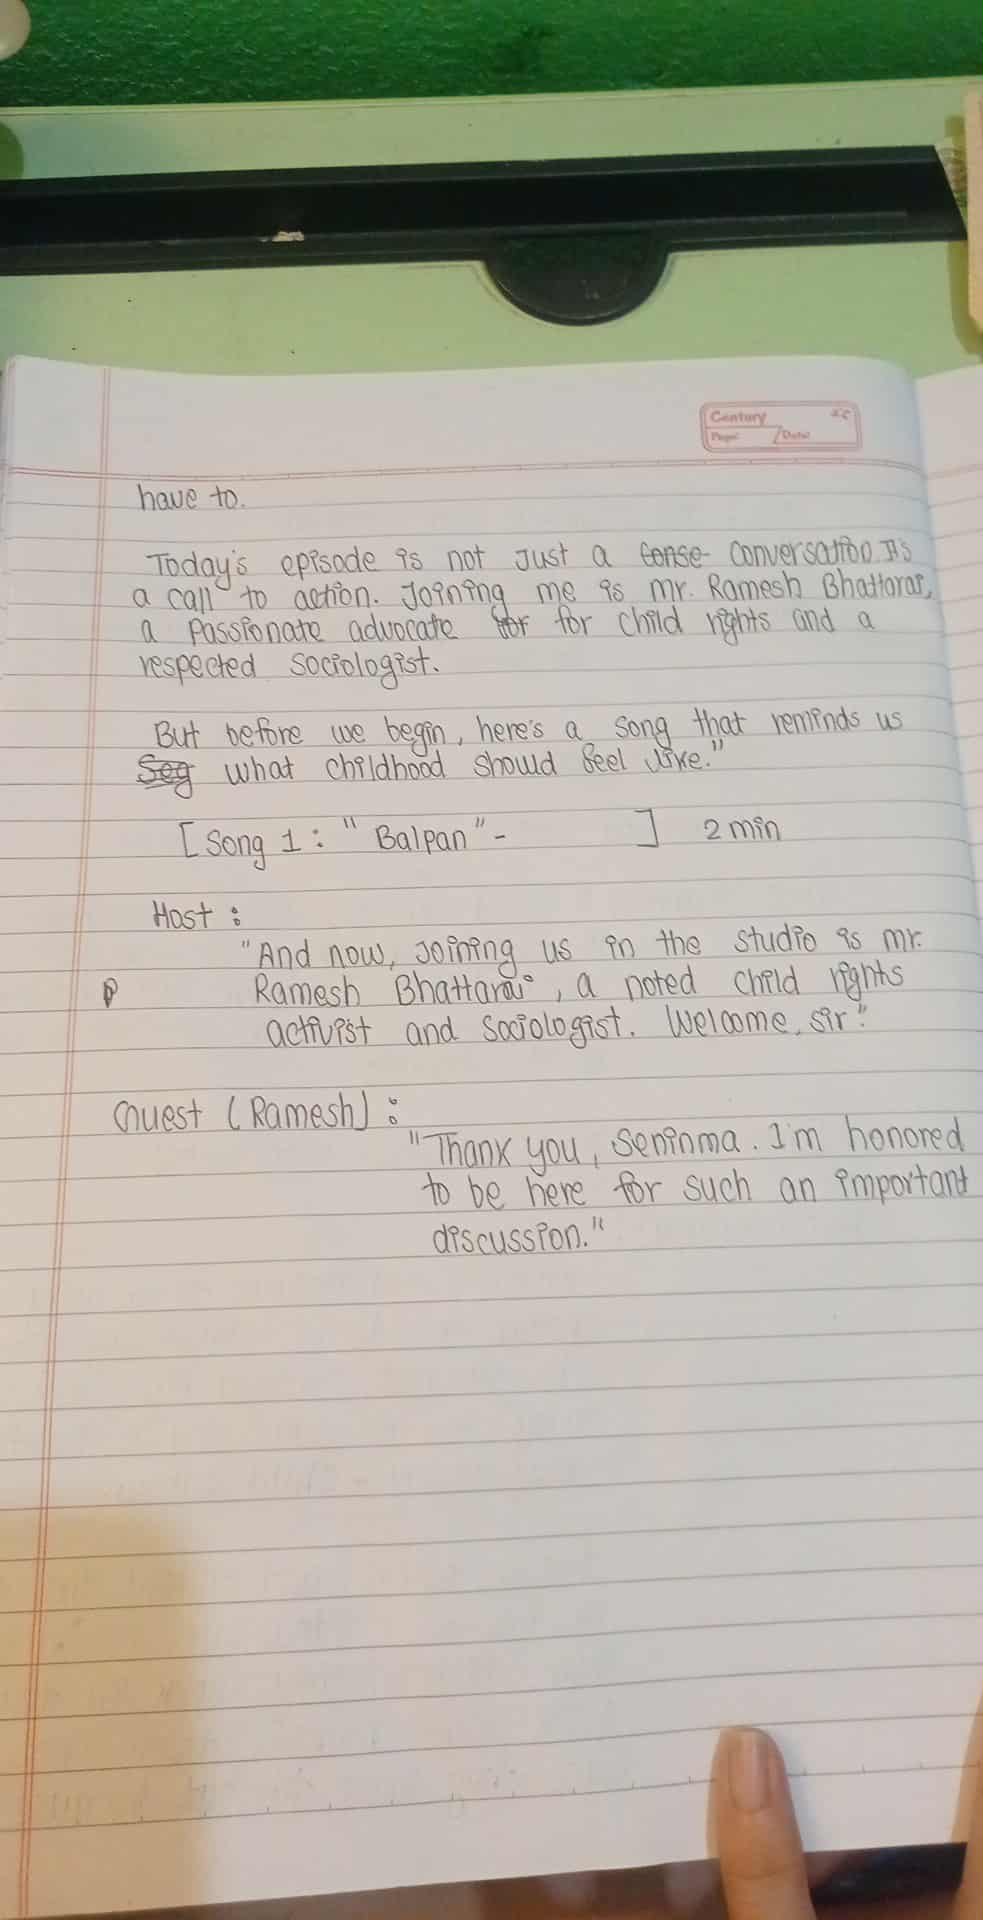 Century
Page: Date:
have to.
Today's episode is not Just a conversation. It's
a call to action. Joining me is mr. Ramesh Bhattarai,
a passionate advocate for for child rights and a
respected sociologist.
But before we begin, here's a song that reminds us
what childhood should feel like."
[Song 1: "Balpan" - ] 2 min
Host:
"And now, Joining us in the studio is mr.
Ramesh Bhattarai, a noted child rights
activist and sociologist. Welcome, sir."
Guest (Ramesh):
"Thank you, Seninma. I'm honored
to be here for such an important
discussion."